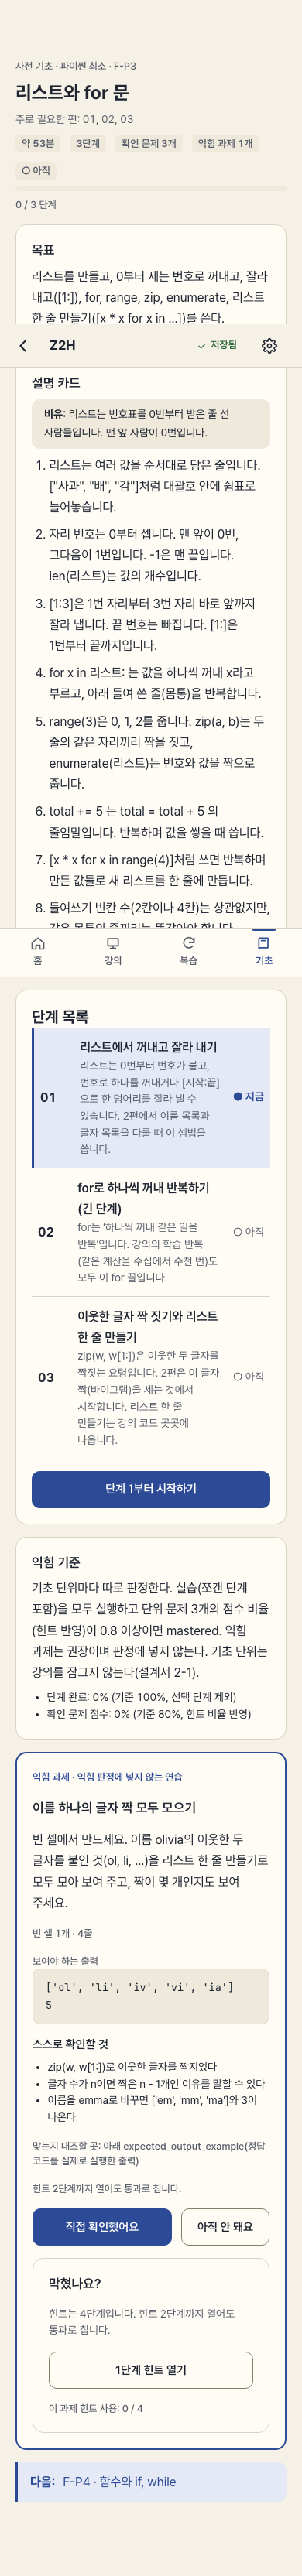 사전 기초 · 파이썬 최소 · F-P3
리스트와 for 문
주로 필요한 편: 01, 02, 03
약 53분 3단계 확인 문제 3개 익힘 과제 1개
아직
0 / 3 단계
목표
리스트를 만들고, 0부터 세는 번호로 꺼내고, 잘라
내고([1:]), for, range, zip, enumerate, 리스트
한 줄 만들기([x * x for x in ...])를 쓴다.
Z2H
저장됨
설명 카드
비유: 리스트는 번호표를 0번부터 받은 줄 선
사람들입니다. 맨 앞 사람이 0번입니다.
1. 리스트는 여러 값을 순서대로 담은 줄입니다.
["사과", "배", "감"]처럼 대괄호 안에 쉼표로
늘어놓습니다.
2. 자리 번호는 0부터 셉니다. 맨 앞이 0번,
그다음이 1번입니다. -1은 맨 끝입니다.
len(리스트)는 값의 개수입니다.
3. [1:3]은 1번 자리부터 3번 자리 바로 앞까지
잘라 냅니다. 끝 번호는 빠집니다. [1:]은
1번부터 끝까지입니다.
4. for x in 리스트: 는 값을 하나씩 꺼내 x라고
부르고, 아래 들여 쓴 줄(몸통)을 반복합니다.
5. range(3)은 0, 1, 2를 줍니다. zip(a, b)는 두
줄의 같은 자리끼리 짝을 짓고,
enumerate(리스트)는 번호와 값을 짝으로
줍니다.
6. total += 5 는 total = total + 5 의
줄임말입니다. 반복하며 값을 쌓을 때 씁니다.
7. [x * x for x in range(4)]처럼 쓰면 반복하며
만든 값들로 새 리스트를 한 줄에 만듭니다.
8. 들여쓰기 빈칸 수(2칸이나 4칸)는 상관없지만,
홈
강의
복습
기초
단계 목록
01
리스트에서 꺼내고 잘라 내기
리스트는 0번부터 번호가 붙고,
번호로 하나를 꺼내거나 [시작:끝]
으로 한 덩어리를 잘라 낼 수
있습니다. 2편에서 이름 목록과
글자 목록을 다룰 때 이 셈법을
씁니다.
지금
02
for로 하나씩 꺼내 반복하기
(긴 단계)
for는 '하나씩 꺼내 같은 일을
반복'입니다. 강의의 학습 반복
(같은 계산을 수십에서 수천 번)도
모두 이 for 꼴입니다.
아직
03
이웃한 글자 짝 짓기와 리스트
한 줄 만들기
zip(w, w[1:])은 이웃한 두 글자를
짝짓는 요령입니다. 2편은 이 글자
짝(바이그램)을 세는 것에서
시작합니다. 리스트 한 줄
만들기는 강의 코드 곳곳에
나옵니다.
아직
단계 1부터 시작하기
익힘 기준
기초 단위마다 따로 판정한다. 실습(쪼갠 단계
포함)을 모두 실행하고 단위 문제 3개의 점수 비율
(힌트 반영)이 0.8 이상이면 mastered. 익힘
과제는 권장이며 판정에 넣지 않는다. 기초 단위는
강의를 잠그지 않는다(설계서 2-1).
• 단계 완료: 0% (기준 100%, 선택 단계 제외)
• 확인 문제 점수: 0% (기준 80%, 힌트 비율 반영)
익힘 과제 · 익힘 판정에 넣지 않는 연습
이름 하나의 글자 짝 모두 모으기
빈 셀에서 만드세요. 이름 olivia의 이웃한 두
글자를 붙인 것(ol, li, ...)을 리스트 한 줄 만들기로
모두 모아 보여 주고, 짝이 몇 개인지도 보여
주세요.
빈 셀 1개 · 4줄
보여야 하는 출력
['ol', 'li', 'iv', 'vi', 'ia']
5
스스로 확인할 것
• zip(w, w[1:])로 이웃한 글자를 짝지었다
• 글자 수가 n이면 짝은 n - 1개인 이유를 말할 수 있다
• 이름을 emma로 바꾸면 ['em', 'mm', 'ma']와 3이
나온다
맞는지 대조할 곳: 아래 expected_output_example(정답
코드를 실제로 실행한 출력)
힌트 2단계까지 열어도 통과로 칩니다.
직접 확인했어요
아직 안 돼요
막혔나요?
힌트는 4단계입니다. 힌트 2단계까지 열어도
통과로 칩니다.
1단계 힌트 열기
이 과제 힌트 사용: 0 / 4
다음: F-P4 · 함수와 if, while